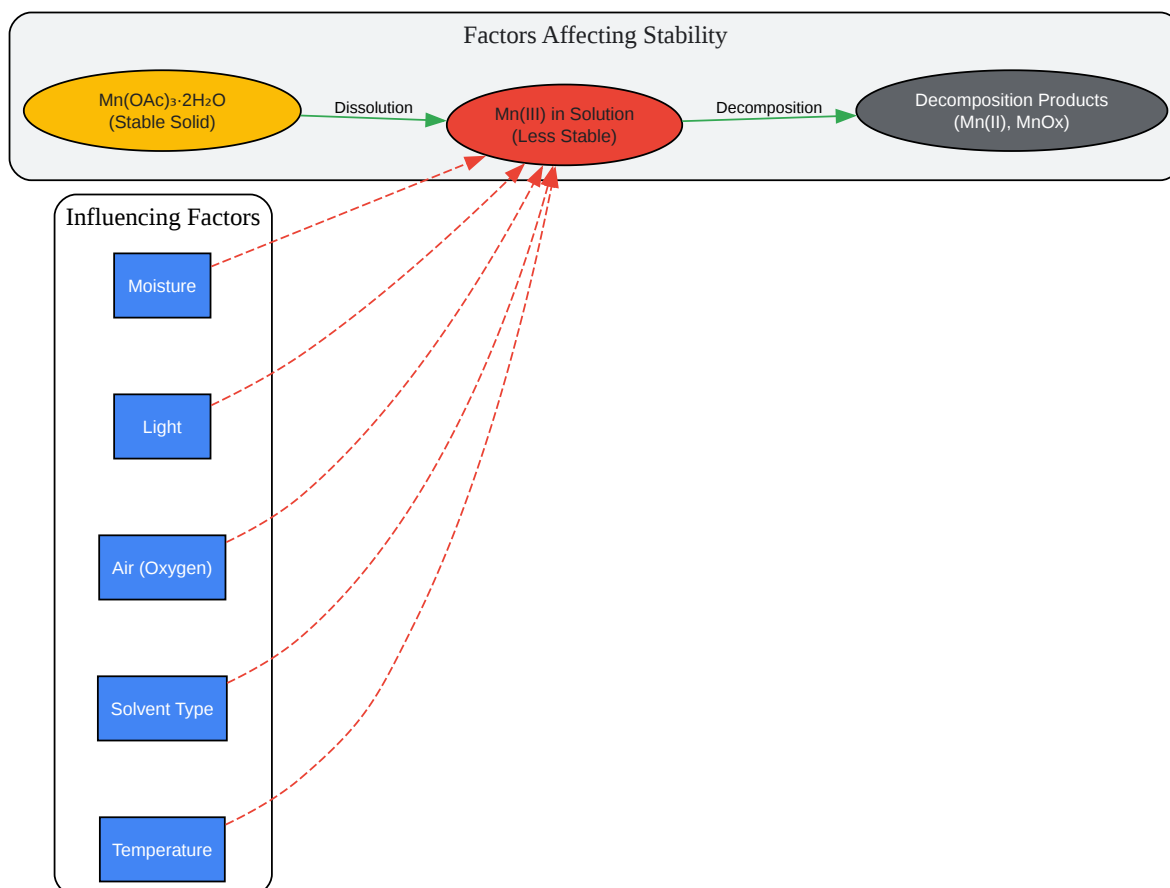 Factors Affecting Stability
Mn(OAc)₃·2H₂O
(Stable Solid)
Dissolution
Mn(III) in Solution
(Less Stable)
Decomposition
Decomposition Products
(Mn(II), MnOx)
Influencing Factors
Moisture
Light
Air (Oxygen)
Solvent Type
Temperature